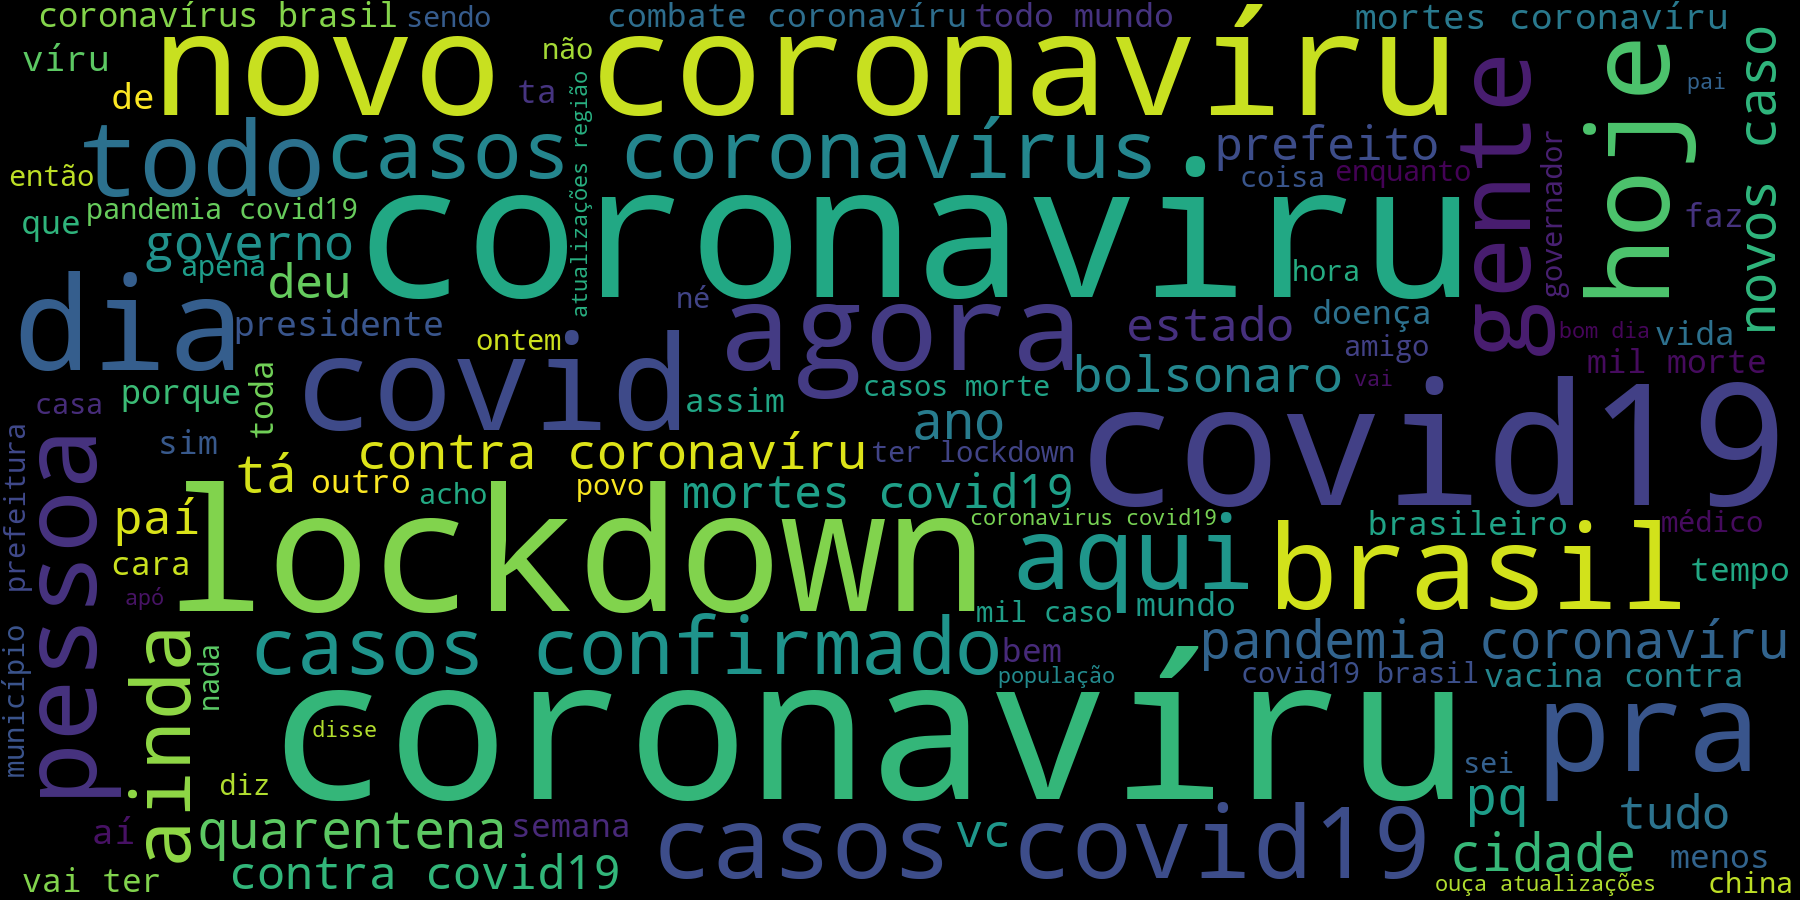 coronavírus brasil
sendo
combate coronavíru
todo mundo
mortes coronavíru
novo coronavíru
víru
não
ta
de
gente
hoje
novos caso
pai
todo
casos coronavírus
atualizações região
prefeito
governador
então
coronaviru
coisa
enquanto
que
pandemia covid19
faz
governo
apena
deu
hora
dia
né
agora
presidente
ontem
estado
doença
bom dia
vida
covid
amigo
mil morte
casa
porque
toda
assim
casos morte
bolsonaro
vai
covid19
ano
prefeitura
pessoa
sim
contra coronavíru
ter lockdown
tá
outro
acho
povo
mortes covid19
lockdown
paí
coronavirus covid19
brasileiro
médico
cara
aqui
brasil
tempo
apó
mil caso
mundo
município
ainda
nada
casos confirmado
bem
pandemia coronavíru
população
covid19 brasil
vacina contra
coronavíru
disse
pra
diz
sei
pq
tudo
aí
quarentena
semana
casos covid19
vc
cidade
menos
vai ter
contra covid19
ouça atualizações
china